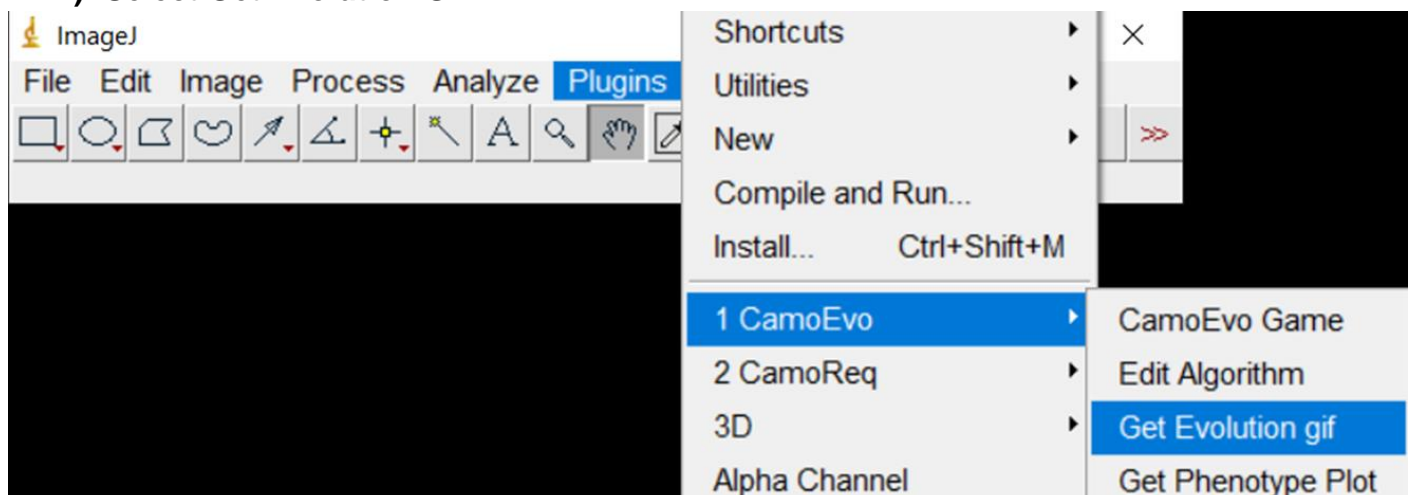 ImageJ
File Edit Image Process Analyze Plugins
A
>>
Shortcuts
Utilities
New
Compile and Run...
Install... Ctrl+Shift+M
1 CamoEvo
2 CamoReq
3D
Alpha Channel
CamoEvo Game
Edit Algorithm
Get Evolution gif
Get Phenotype Plot